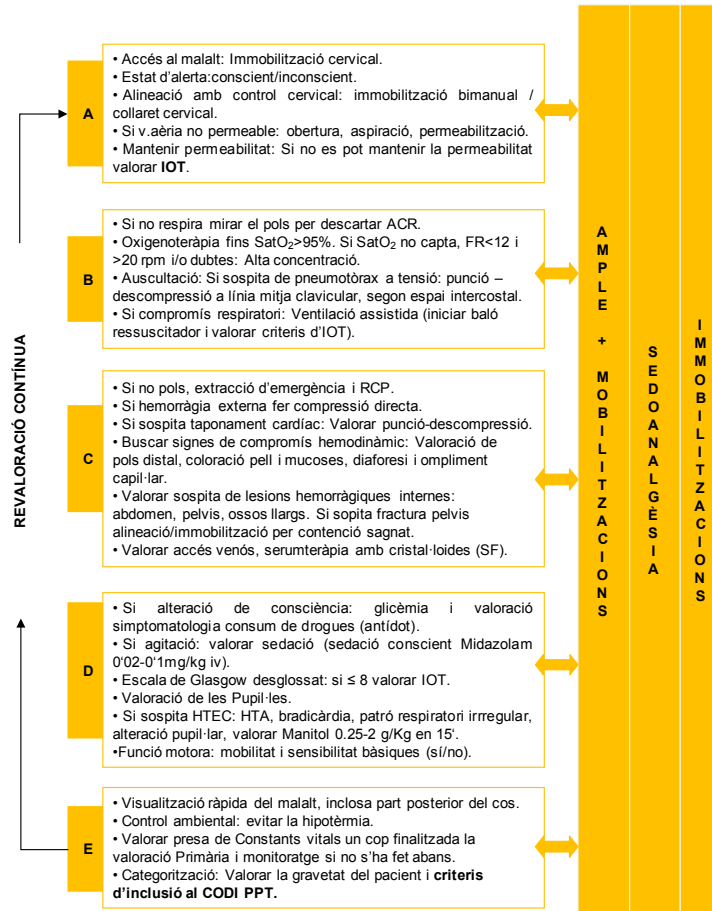 A
• Accés al malalt: Immobilització cervical.
• Estat d'alerta:conscient/inconscient.
• Alineació amb control cervical: immobilització bimanual /
collaret cervical.
• Si v.aèria no permeable: obertura, aspiració, permeabilització.
• Mantenir permeabilitat: Si no es pot mantenir la permeabilitat
valorar IOT.
B
• Si no respira mirar el pols per descartar ACR.
• Oxigenoteràpia fins SatO₂>95%. Si SatO₂ no capta, FR<12 i
>20 rpm i/o dubtes: Alta concentració.
• Auscultació: Si sospita de pneumotòrax a tensió: punció –
descompressió a línia mitja clavicular, segon espai intercostal.
• Si compromís respiratori: Ventilació assistida (iniciar baló
ressuscitador i valorar criteris d'IOT).
C
• Si no pols, extracció d'emergència i RCP.
• Si hemorràgia externa fer compressió directa.
• Si sospita taponament cardíac: Valorar punció-descompressió.
• Buscar signes de compromís hemodinàmic: Valoració de
pols distal, coloració pell i mucoses, diaforesi i ompliment
capil·lar.
• Valorar sospita de lesions hemorràgiques internes:
abdomen, pelvis, ossos llargs. Si sopita fractura pelvis
alineació/immobilització per contenció sagnat.
• Valorar accés venós, serumteràpia amb cristal·loides (SF).
D
• Si alteració de consciència: glicèmia i valoració
simptomatologia consum de drogues (antídot).
• Si agitació: valorar sedació (sedació conscient Midazolam
0'02-0'1mg/kg iv).
• Escala de Glasgow desglossat: si ≤ 8 valorar IOT.
• Valoració de les Pupil·les.
• Si sospita HTEC: HTA, bradicàrdia, patró respiratori irrregular,
alteració pupil·lar, valorar Manitol 0.25-2 g/Kg en 15'.
•Funció motora: mobilitat i sensibilitat bàsiques (sí/no).
E
• Visualització ràpida del malalt, inclosa part posterior del cos.
• Control ambiental: evitar la hipotèrmia.
• Valorar presa de Constants vitals un cop finalitzada la
valoració Primària i monitoratge si no s'ha fet abans.
• Categorització: Valorar la gravetat del pacient i criteris
d'inclusió al CODI PPT.
REVALORACIÓ CONTÍNUA
AMPLE + MOBILITZACIONS
SEDOANALGÈSIA
IMMOBILITZACIONS